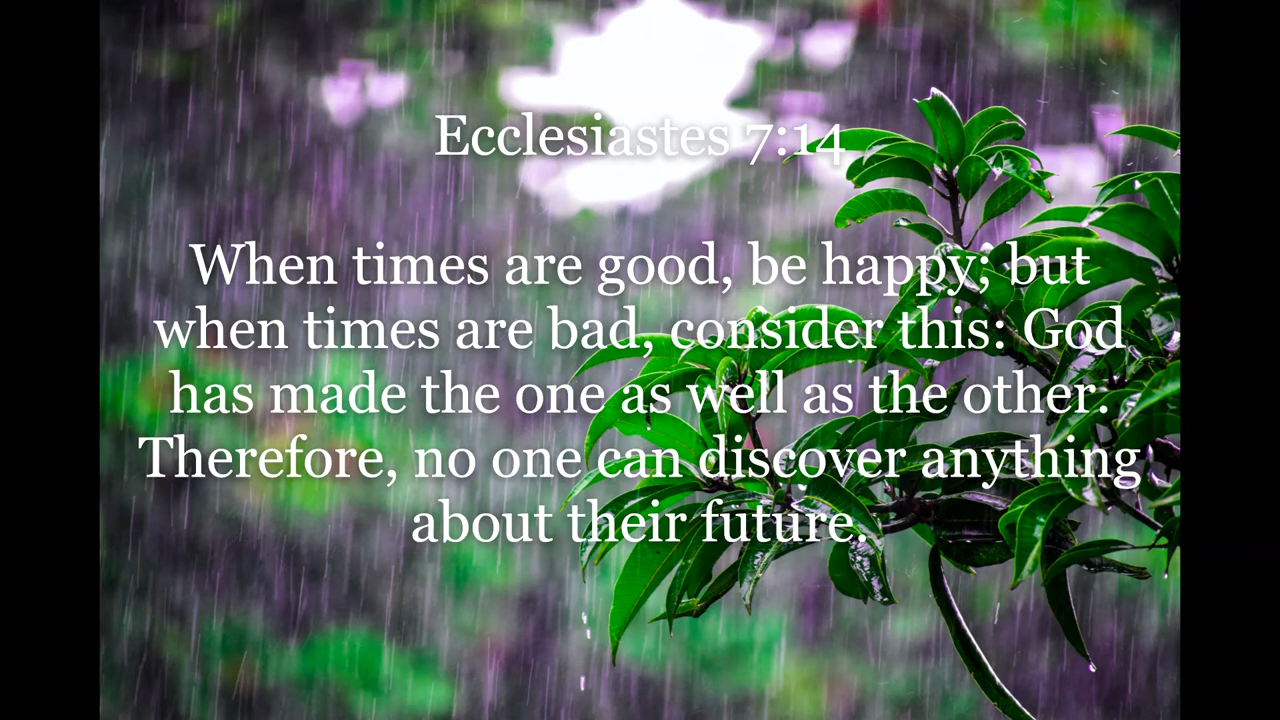 Ecclesiastes 7:14
When times are good, be happy; but
when times are bad, consider this: God
has made the one as well as the other.
Therefore, no one can discover anything
about their future.